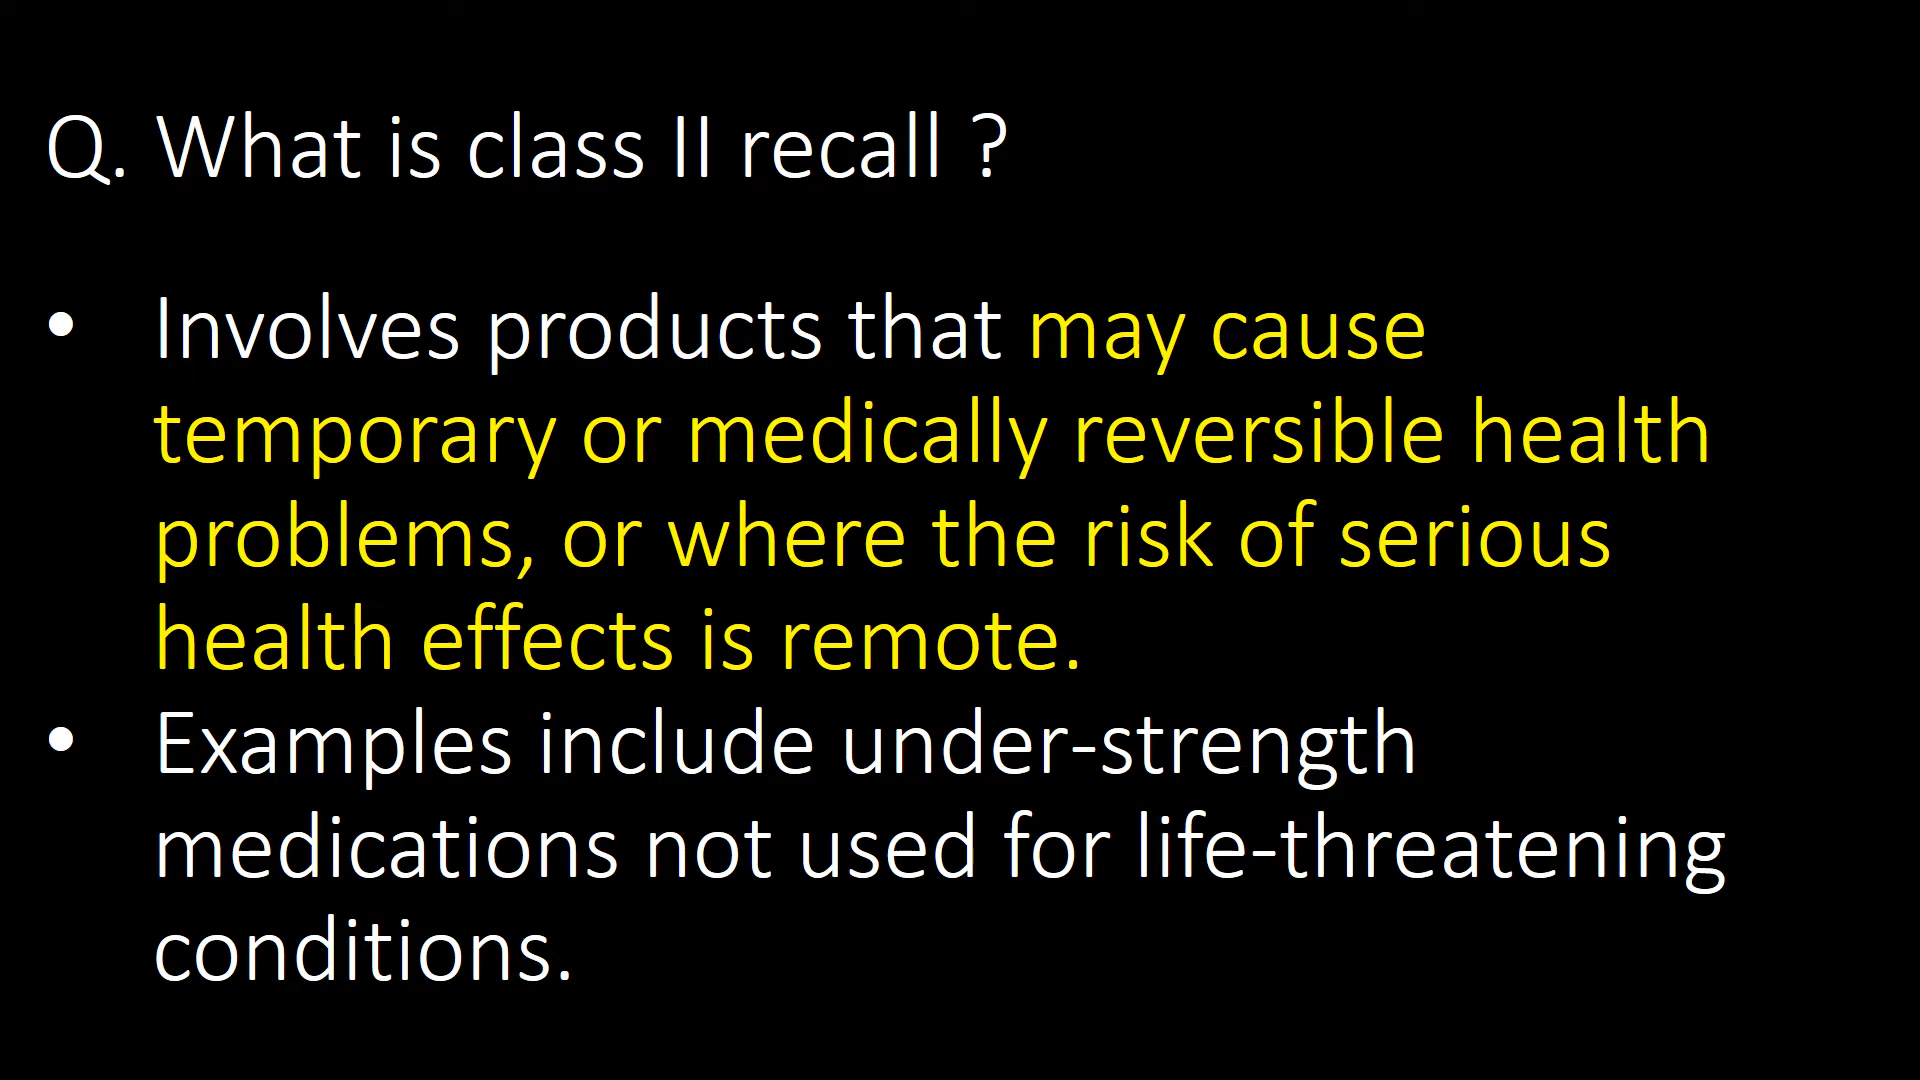 Q. What is class II recall ?
• Involves products that may cause
temporary or medically reversible health
problems, or where the risk of serious
health effects is remote.
• Examples include under-strength
medications not used for life-threatening
conditions.